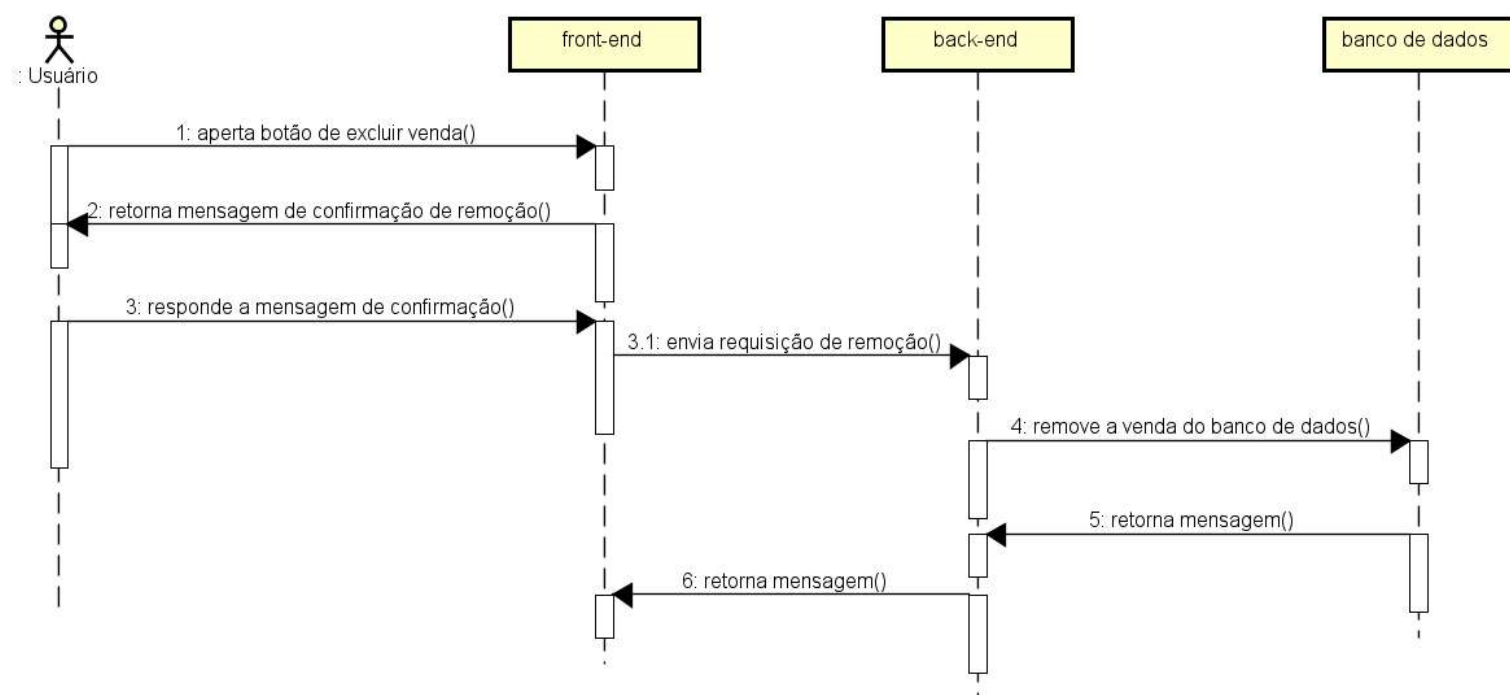 : Usuário
front-end
back-end
banco de dados
1: aperta botão de excluir venda()
2: retorna mensagem de confirmação de remoção()
3: responde a mensagem de confirmação()
3.1: envia requisição de remoção()
4: remove a venda do banco de dados()
5: retorna mensagem()
6: retorna mensagem()